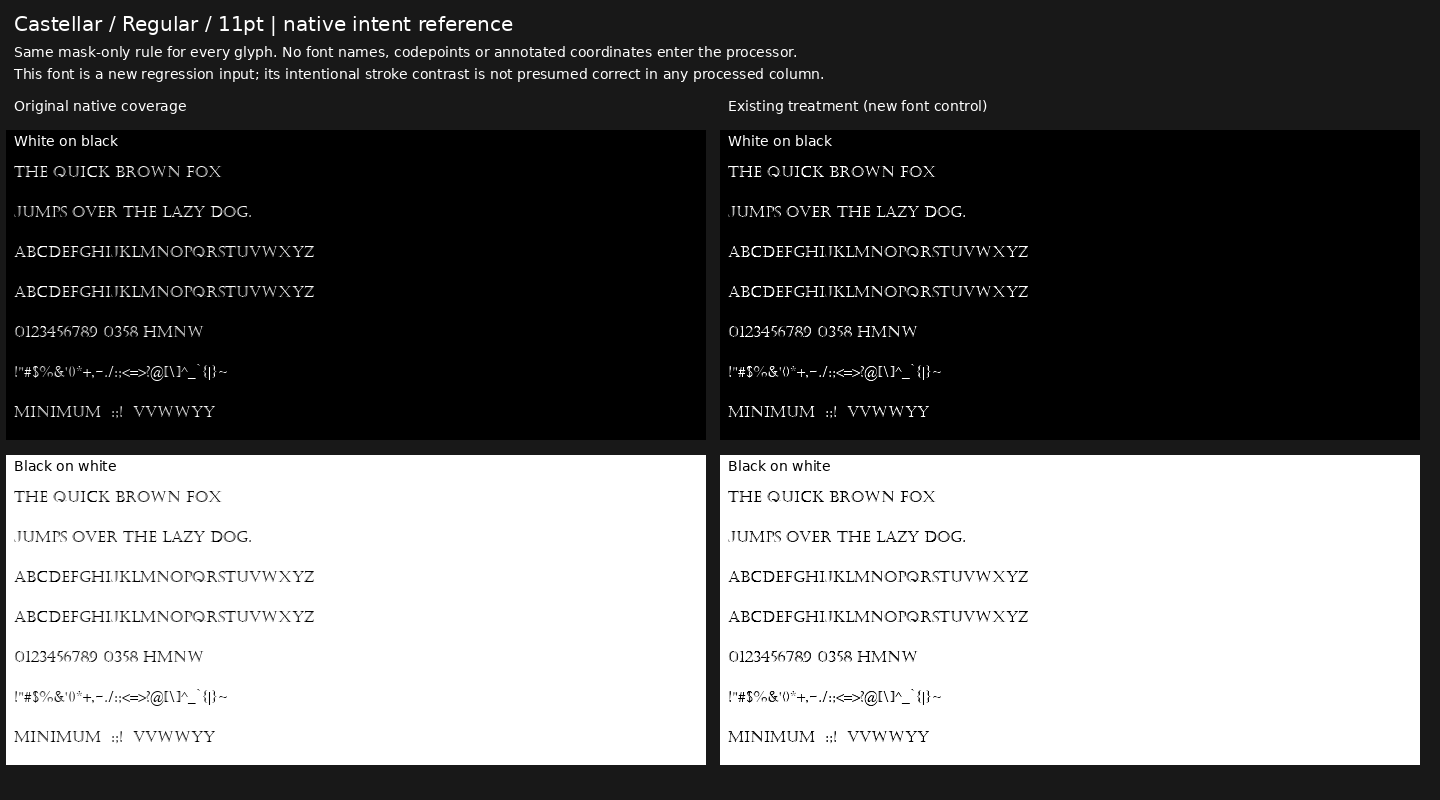 Castellar / Regular / 11pt | native intent reference
Same mask-only rule for every glyph. No font names, codepoints or annotated coordinates enter the processor.
This font is a new regression input; its intentional stroke contrast is not presumed correct in any processed column.
Original native coverage
White on black
THE QUICK BROWN FOX
JUMPS OVER THE LAZY DOG.
ABCDEFGHIJKLMNOPQRSTUVWXYZ
ABCDEFGHIJKLMNOPQRSTUVWXYZ
0123456789 0358 HMNW
!"#$%&'()*+,-./:;<=>?@[\]^_`{|}~
MINIMUM ::! VVWWYY
Black on white
THE QUICK BROWN FOX
JUMPS OVER THE LAZY DOG.
ABCDEFGHIJKLMNOPQRSTUVWXYZ
ABCDEFGHIJKLMNOPQRSTUVWXYZ
0123456789 0358 HMNW
!"#$%&'()*+,-./:;<=>?@[\]^_`{|}~
MINIMUM ::! VVWWYY
Existing treatment (new font control)
White on black
THE QUICK BROWN FOX
JUMPS OVER THE LAZY DOG.
ABCDEFGHIJKLMNOPQRSTUVWXYZ
ABCDEFGHIJKLMNOPQRSTUVWXYZ
0123456789 0358 HMNW
!"#$%&'()*+,-./:;<=>?@[\]^_`{|}~
MINIMUM ::! VVWWYY
Black on white
THE QUICK BROWN FOX
JUMPS OVER THE LAZY DOG.
ABCDEFGHIJKLMNOPQRSTUVWXYZ
ABCDEFGHIJKLMNOPQRSTUVWXYZ
0123456789 0358 HMNW
!"#$%&'()*+,-./:;<=>?@[\]^_`{|}~
MINIMUM ::! VVWWYY